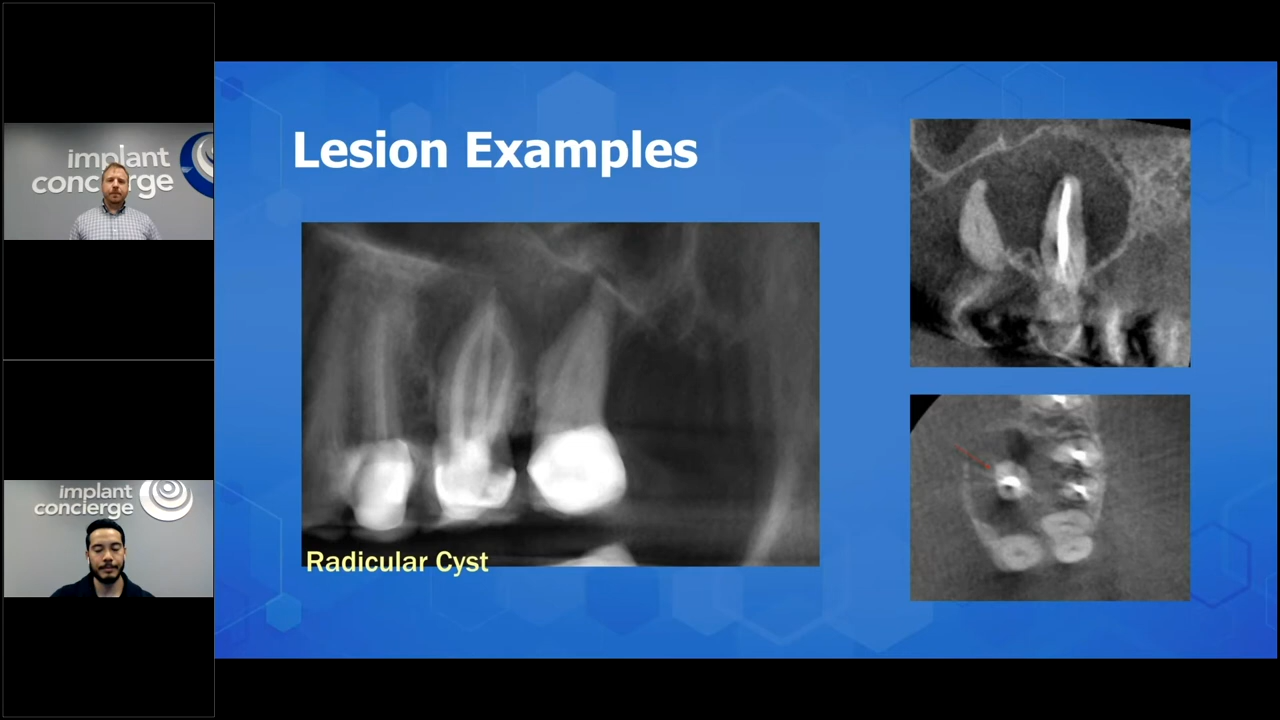 implant
concierge
implant
concierge
Lesion Examples
Radicular Cyst